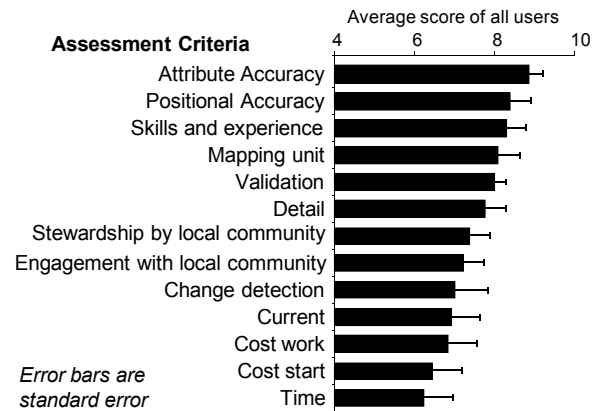 Average score of all users
Assessment Criteria
4 6 8 10
Attribute Accuracy
Positional Accuracy
Skills and experience
Mapping unit
Validation
Detail
Stewardship by local community
Engagement with local community
Change detection
Current
Cost work
Cost start
Time
Error bars are
standard error